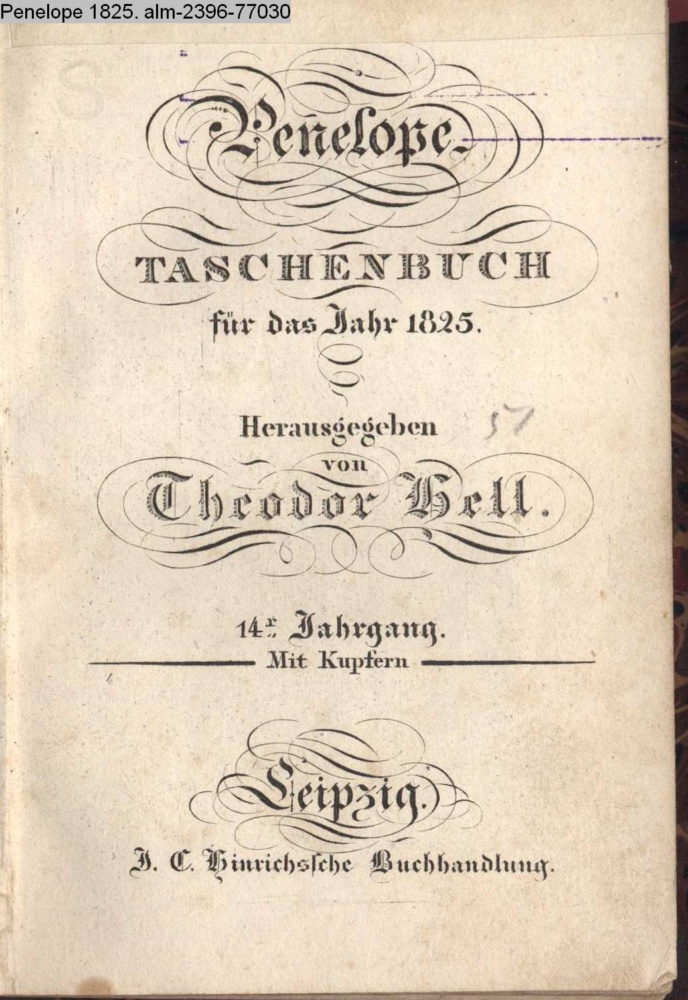 Penelope 1825. alm-2396-77030
Penelope.
TASCHENBUCH
für das Jahr 1825.
Herausgegeben
von
Theodor Hell.
14r Jahrgang.
Mit Kupfern
Leipzig.
J. C. Hinrichsſche Buchhandlung.